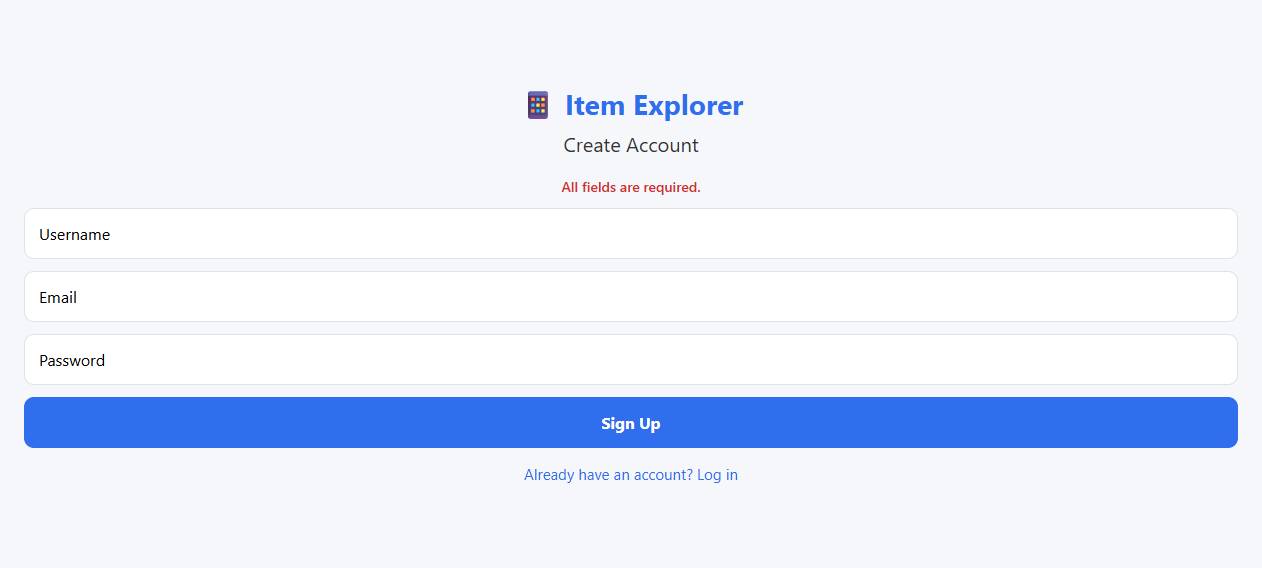 Item Explorer
Create Account
All fields are required.
Username
Email
Password
Sign Up
Already have an account? Log in